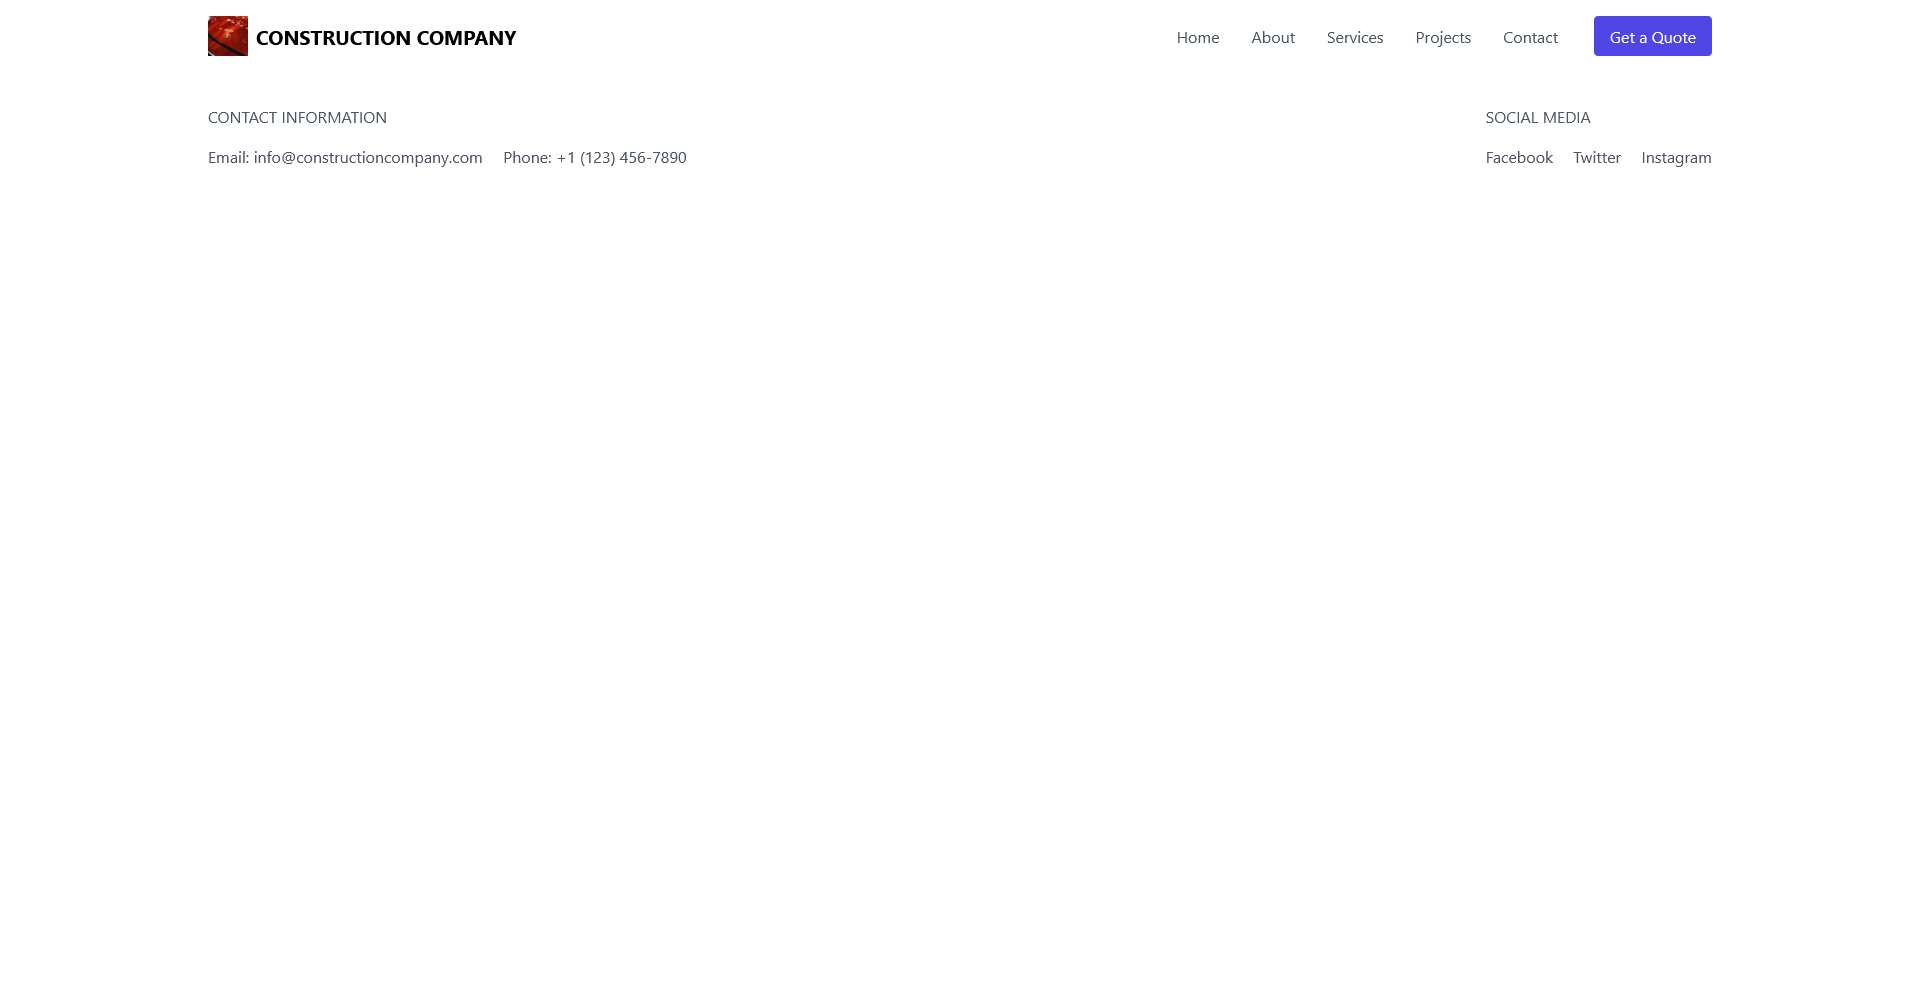 CONSTRUCTION COMPANY
Home About Services Projects Contact Get a Quote
CONTACT INFORMATION
Email: info@constructioncompany.com Phone: +1 (123) 456-7890
SOCIAL MEDIA
Facebook Twitter Instagram